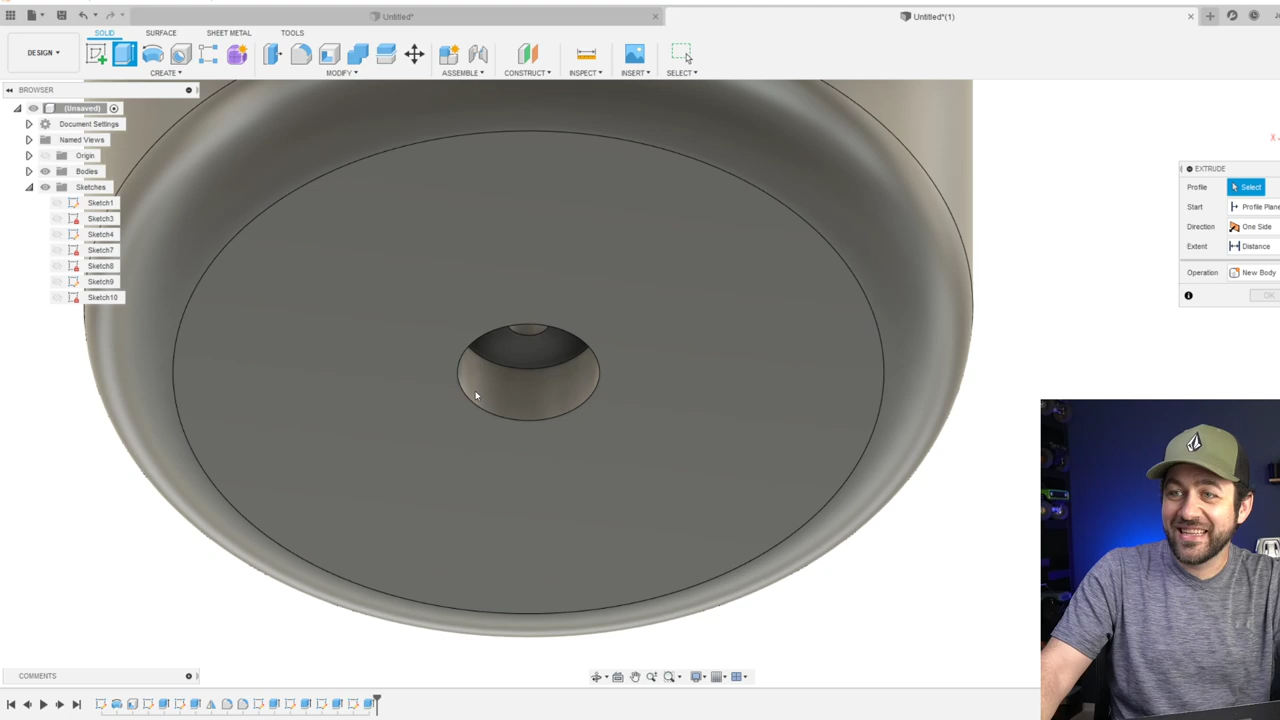 Untitled*
Untitled*(1)
DESIGN
SOLID
SURFACE
SHEET METAL
TOOLS
CREATE
MODIFY
ASSEMBLE
CONSTRUCT
INSPECT
INSERT
SELECT
BROWSER
(Unsaved)
Document Settings
Named Views
Origin
Bodies
Sketches
Sketch1
Sketch3
Sketch4
Sketch7
Sketch8
Sketch9
Sketch10
X
EXTRUDE
Profile Select
Start Profile Plane
Direction One Side
Extent Distance
Operation New Body
OK
COMMENTS